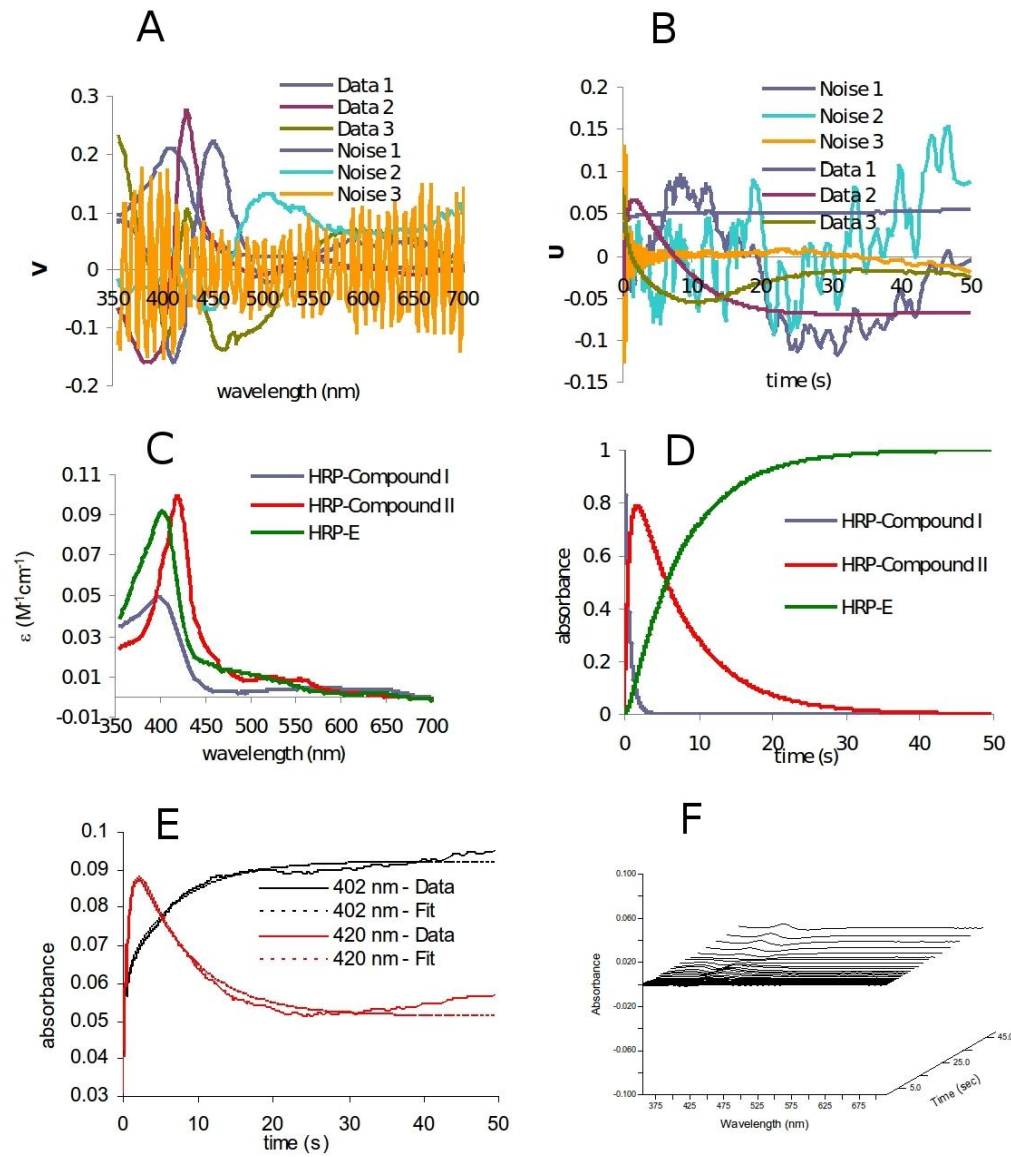 A
V
0.3
0.2
0.1
0
-0.1
-0.2
350 400 450 500 550 600 650 700
wavelength (nm)
Data 1
Data 2
Data 3
Noise 1
Noise 2
Noise 3
B
U
0.2
0.15
0.1
0.05
0
-0.05
-0.1
-0.15
0 10 20 30 40 50
time (s)
Noise 1
Noise 2
Noise 3
Data 1
Data 2
Data 3
C
ε (M-1cm-1)
0.11
0.09
0.07
0.05
0.03
0.01
-0.01
350 400 450 500 550 600 650 700
wavelength (nm)
HRP-Compound I
HRP-Compound II
HRP-E
D
absorbance
1
0.8
0.6
0.4
0.2
0
0 10 20 30 40 50
time (s)
HRP-Compound I
HRP-Compound II
HRP-E
E
absorbance
0.1
0.09
0.08
0.07
0.06
0.05
0.04
0.03
0 10 20 30 40 50
time (s)
402 nm - Data
402 nm - Fit
420 nm - Data
420 nm - Fit
F
Absorbance
0.100
0.060
0.020
-0.020
-0.060
-0.100
375 425 475 525 575 625 675
Wavelength (nm)
5.0 25.0 45.0
Time (sec)